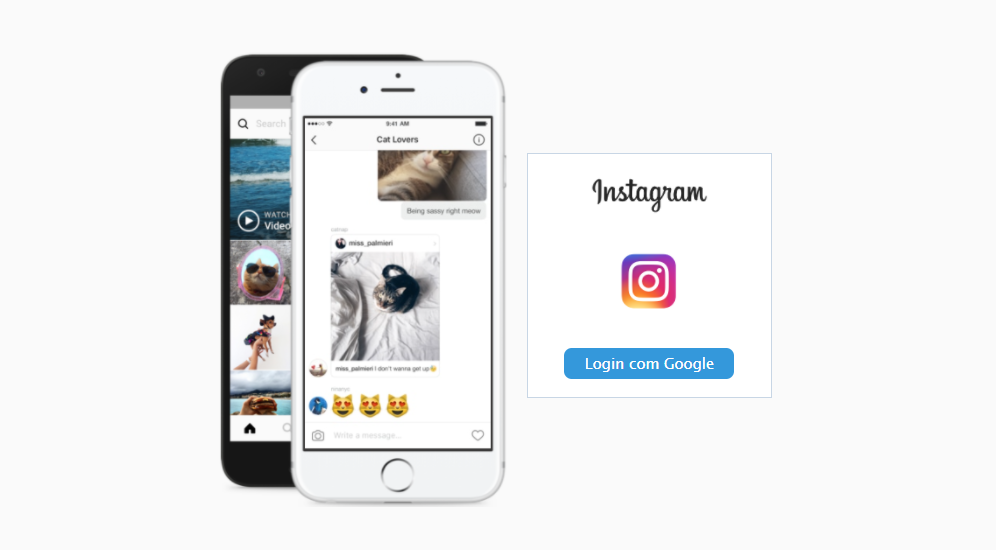 Search
WATCH
Video
9:41 AM
Cat Lovers
Being sassy right meow
miss_palmieri
miss_palmieri I don't wanna get up
Write a message...
Instagram
Login com Google